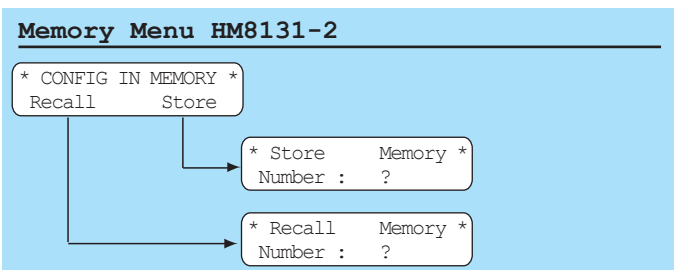 Memory Menu HM8131-2
* CONFIG IN MEMORY *
Recall Store
* Store Memory *
Number : ?
* Recall Memory *
Number : ?